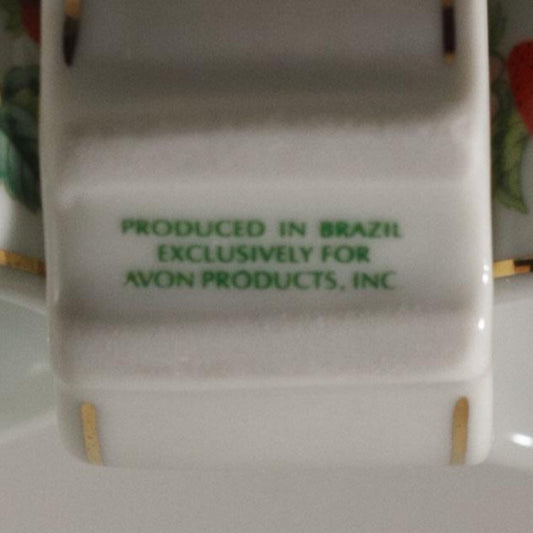 PRODUCED IN BRAZIL
EXCLUSIVELY FOR
AVON PRODUCTS, INC